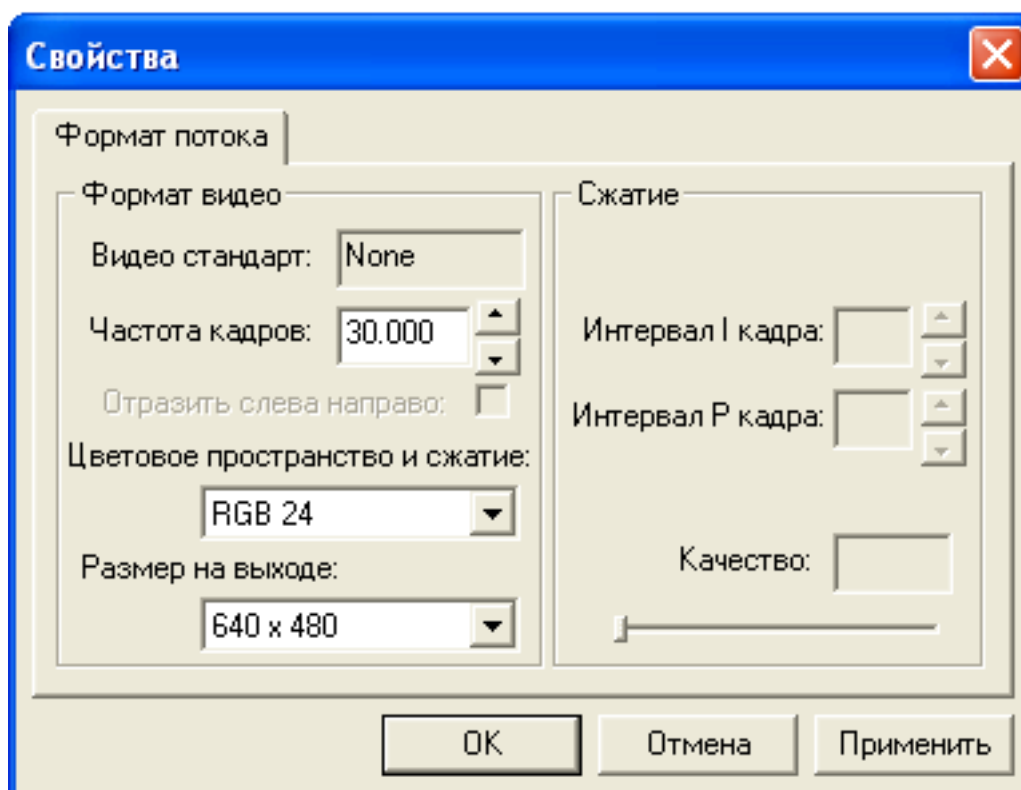 Свойства
Формат потока
Формат видео
Видео стандарт: None
Частота кадров: 30.000
Отразить слева направо:
Цветовое пространство и сжатие:
RGB 24
Размер на выходе:
640 x 480
Сжатие
Интервал I кадра:
Интервал P кадра:
Качество:
OK
Отмена
Применить